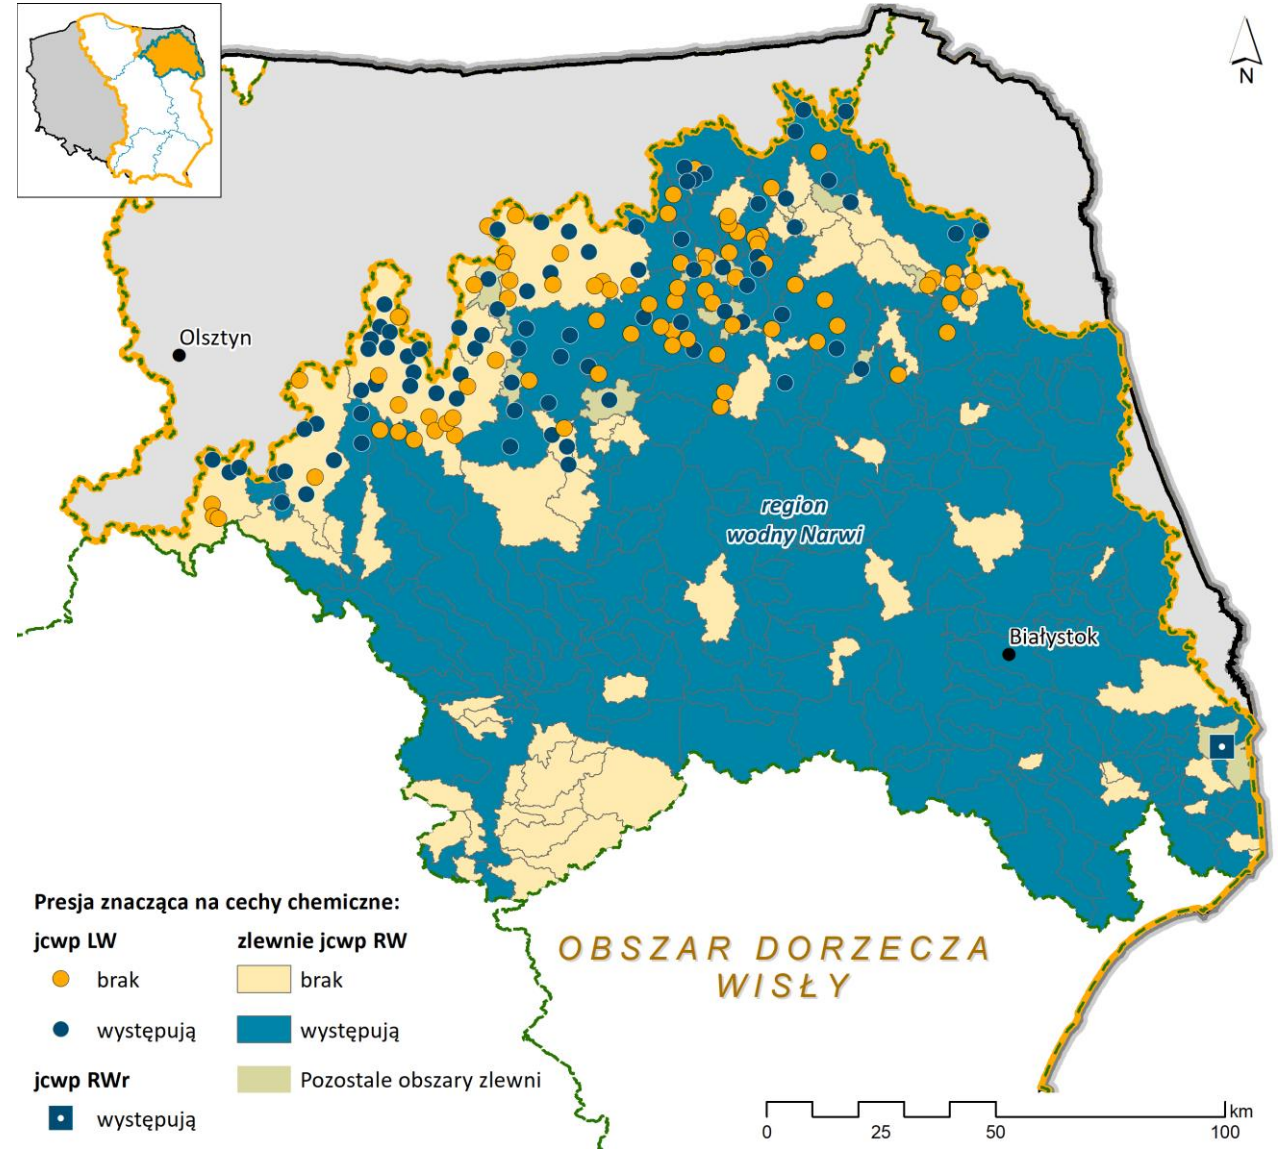 N
Olsztyn
region
wodny Narwi
Białystok
OBSZAR DORZECZA
WISŁY
Presja znacząca na cechy chemiczne:
jcwp LW
zlewnie jcwp RW
brak
brak
występują
występują
jcwp RWr
Pozostałe obszary zlewni
występują
km
0
25
50
100